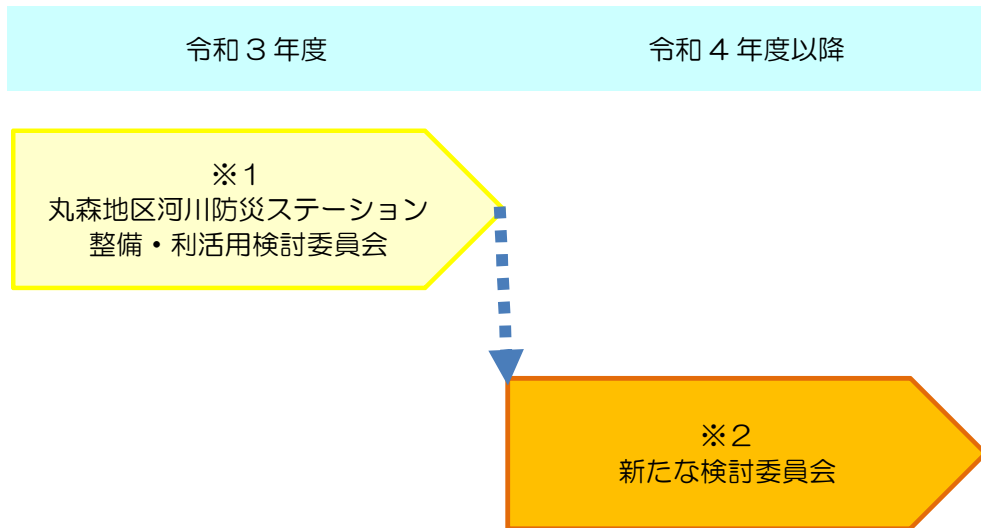 令和３年度
令和４年度以降
※１
丸森地区河川防災ステーション
整備・利活用検討委員会
※２
新たな検討委員会